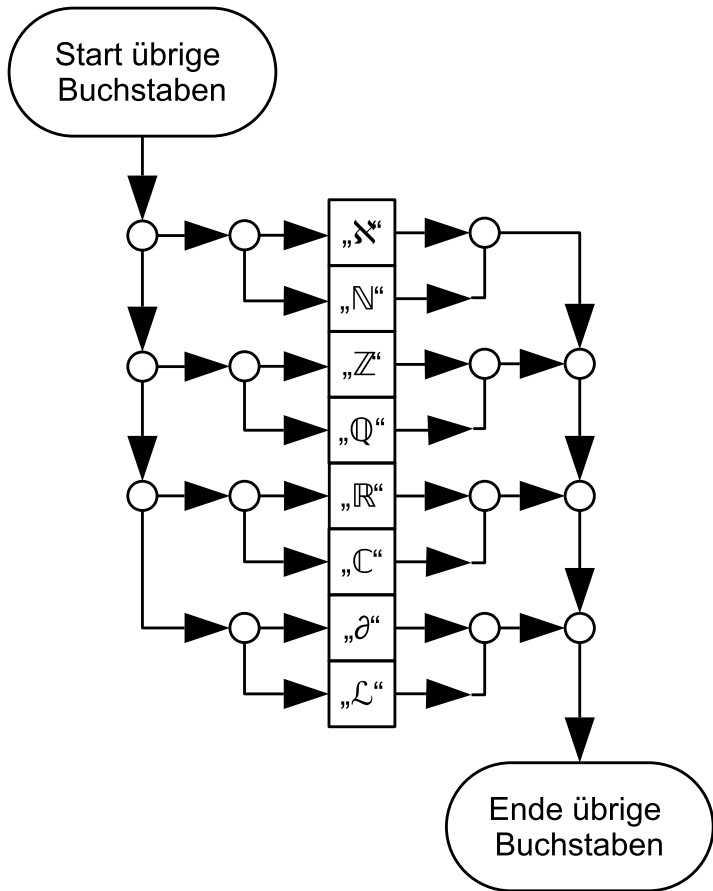 Start übrige
Buchstaben
„ℵ“
„ℕ“
„ℤ“
„ℚ“
„ℝ“
„ℂ“
„∂“
„ℒ“
Ende übrige
Buchstaben